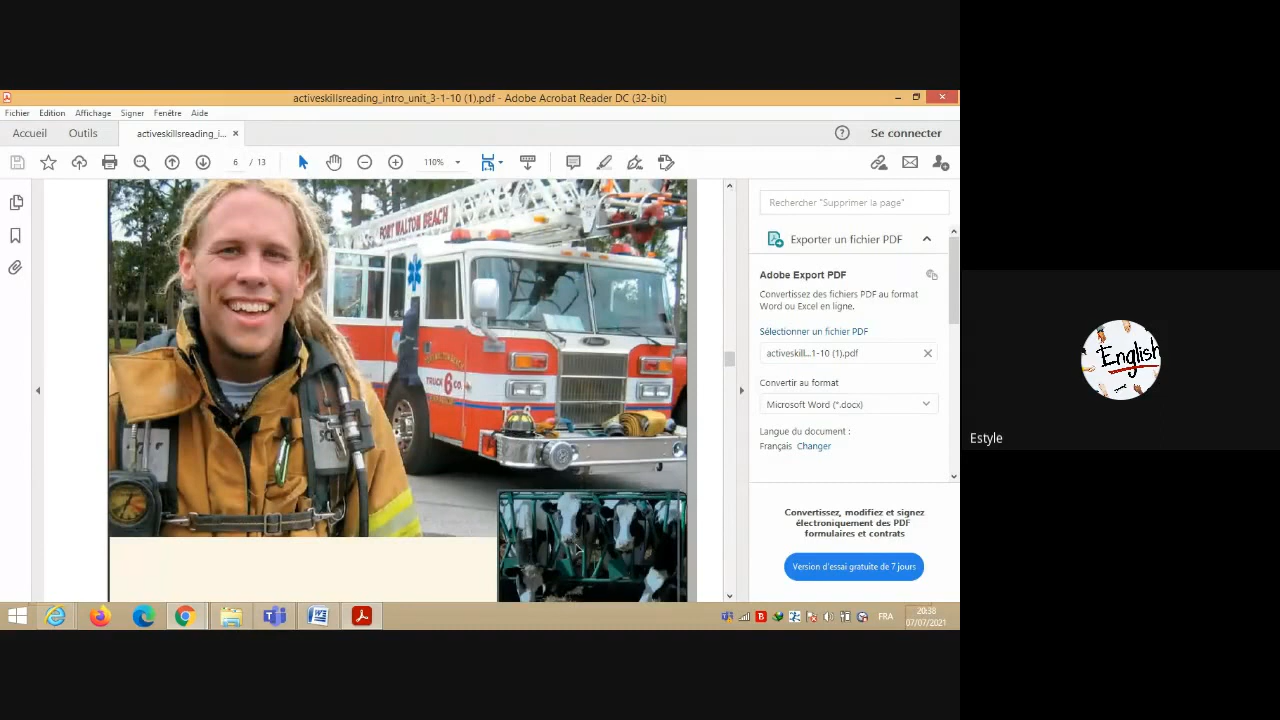 activeskillsreading_intro_unit_3-1-10 (1).pdf - Adobe Acrobat Reader DC (32-bit)
Fichier Edition Affichage Signer Fenêtre Aide
Accueil Outils activeskillsreading_i... × Se connecter
6 / 13 110%
PORT WALTON BEACH
TRUCK 6 CO.
Rechercher "Supprimer la page"
Exporter un fichier PDF
Adobe Export PDF
Convertissez des fichiers PDF au format
Word ou Excel en ligne.
Sélectionner un fichier PDF
activeskill...1-10 (1).pdf
Convertir au format
Microsoft Word (*.docx)
Langue du document :
Français Changer
Convertissez, modifiez et signez
électroniquement des PDF
formulaires et contrats
Version d'essai gratuite de 7 jours
FRA
20:38
07/07/2021
English
Estyle